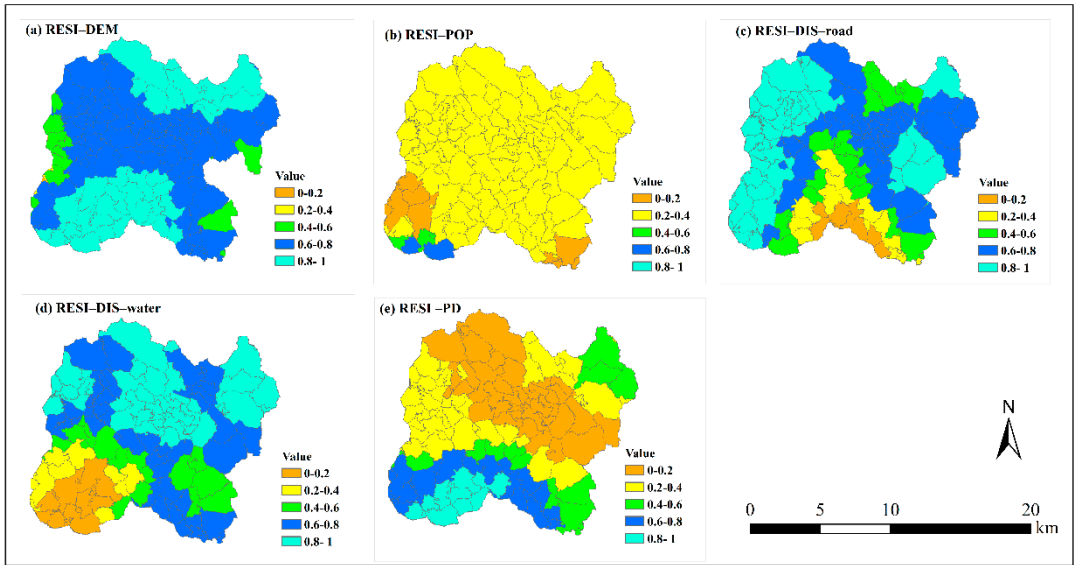 (a) RESI–DEM
Value
0-0.2
0.2-0.4
0.4-0.6
0.6-0.8
0.8- 1
(b) RESI-POP
Value
0-0.2
0.2-0.4
0.4-0.6
0.6-0.8
0.8- 1
(c) RESI-DIS-road
Value
0-0.2
0.2-0.4
0.4-0.6
0.6-0.8
0.8- 1
(d) RESI–DIS–water
Value
0-0.2
0.2-0.4
0.4-0.6
0.6-0.8
0.8- 1
(e) RESI –PD
Value
0-0.2
0.2-0.4
0.4-0.6
0.6-0.8
0.8- 1
N
0 5 10 20
km